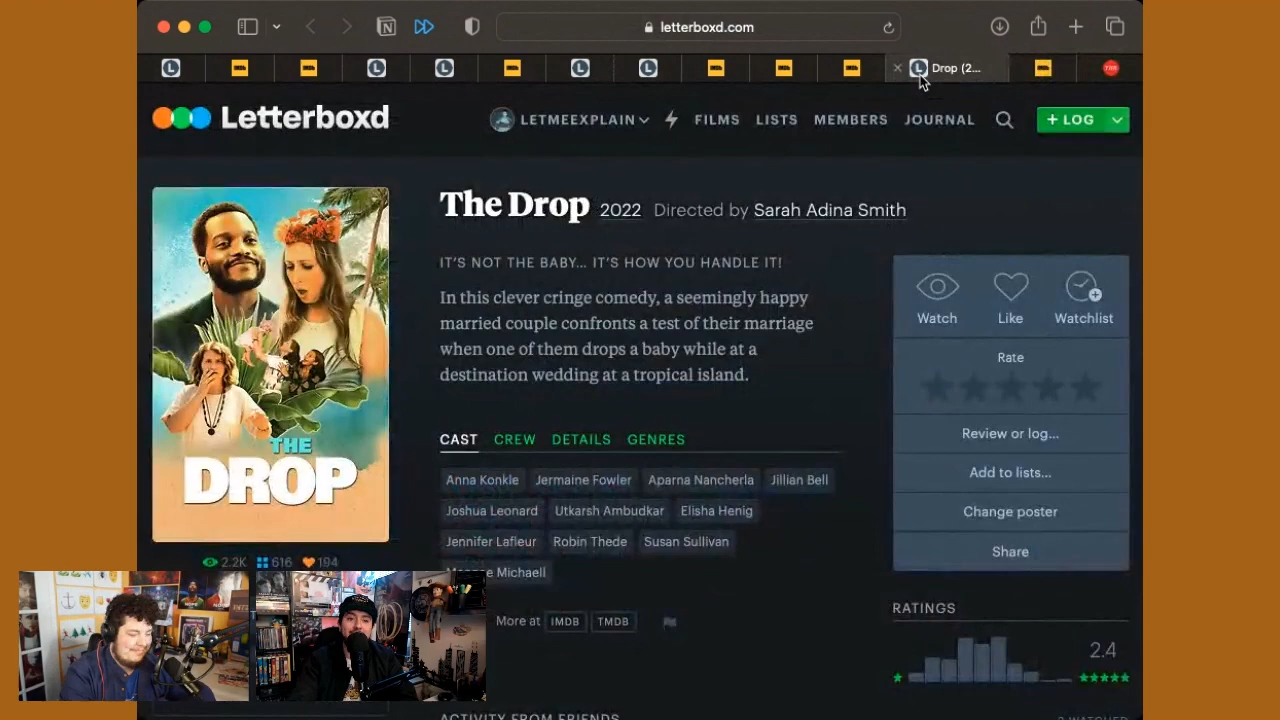 letterboxd.com
Drop (2...
Letterboxd
LETMEEXPLAIN
FILMS
LISTS
MEMBERS
JOURNAL
+ LOG
The Drop 2022 Directed by Sarah Adina Smith
IT'S NOT THE BABY... IT'S HOW YOU HANDLE IT!
In this clever cringe comedy, a seemingly happy
married couple confronts a test of their marriage
when one of them drops a baby while at a
destination wedding at a tropical island.
CAST CREW DETAILS GENRES
Anna Konkle Jermaine Fowler Aparna Nancherla Jillian Bell
Joshua Leonard Utkarsh Ambudkar Elisha Henig
Jennifer Lafleur Robin Thede Susan Sullivan
Michaell
More at IMDB TMDB
Watch Like Watchlist
Rate
Review or log...
Add to lists...
Change poster
Share
RATINGS
2.4
THE
DROP
2.2K 616 194
ACTIVITY FROM FRIENDS